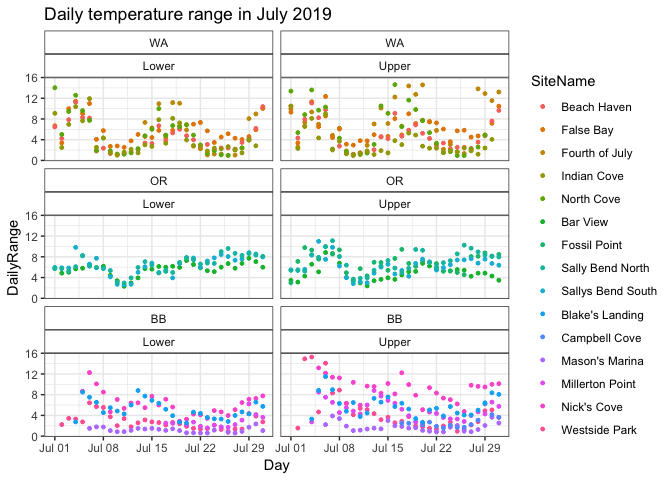 Daily temperature range in July 2019
WA
WA
Lower
Upper
16
12
8
4
0
OR
OR
Lower
Upper
16
12
8
4
0
BB
BB
Lower
Upper
16
12
8
4
0
Jul 01
Jul 08
Jul 15
Jul 22
Jul 29
Jul 01
Jul 08
Jul 15
Jul 22
Jul 29
Day
DailyRange
SiteName
Beach Haven
False Bay
Fourth of July
Indian Cove
North Cove
Bar View
Fossil Point
Sally Bend North
Sallys Bend South
Blake's Landing
Campbell Cove
Mason's Marina
Millerton Point
Nick's Cove
Westside Park